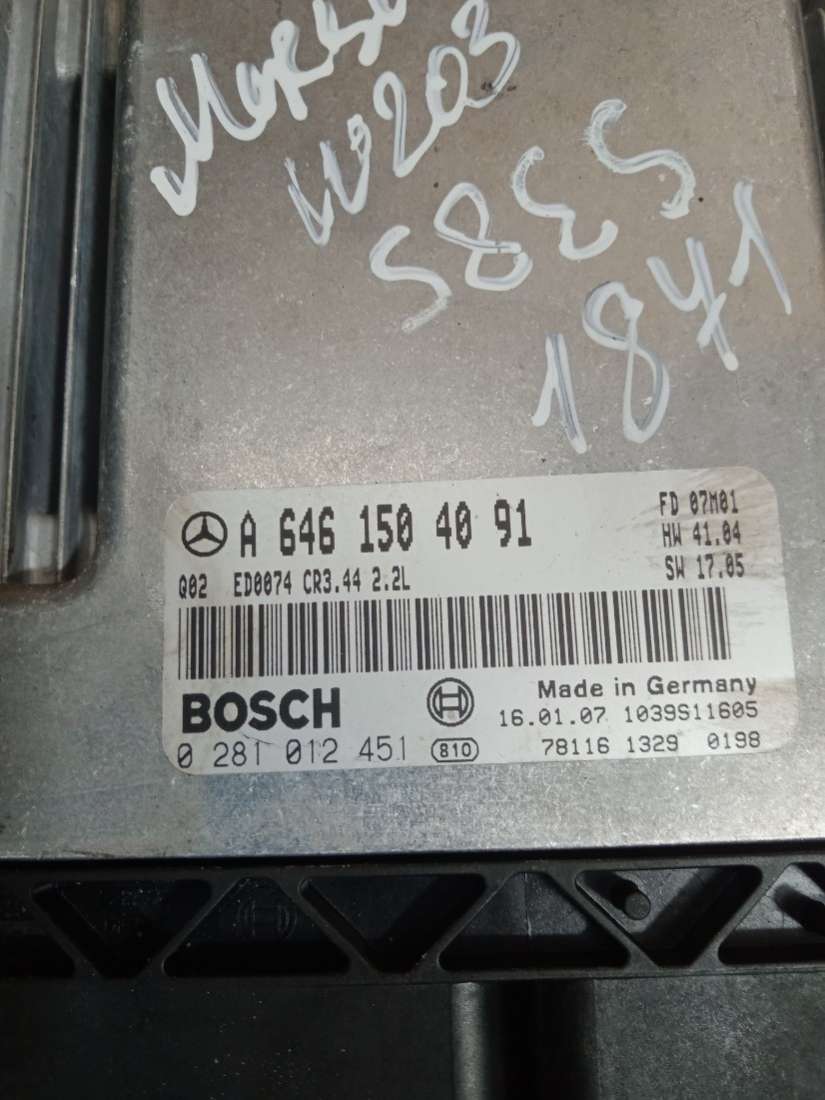 W203
5385
1841
A 646 150 40 91
FD 07M01
HW 41.04
SW 17.05
Q02 ED0074 CR3.44 2.2L
BOSCH
Made in Germany
16.01.07 1039S11605
0 281 012 451 810
78116 1329 0198